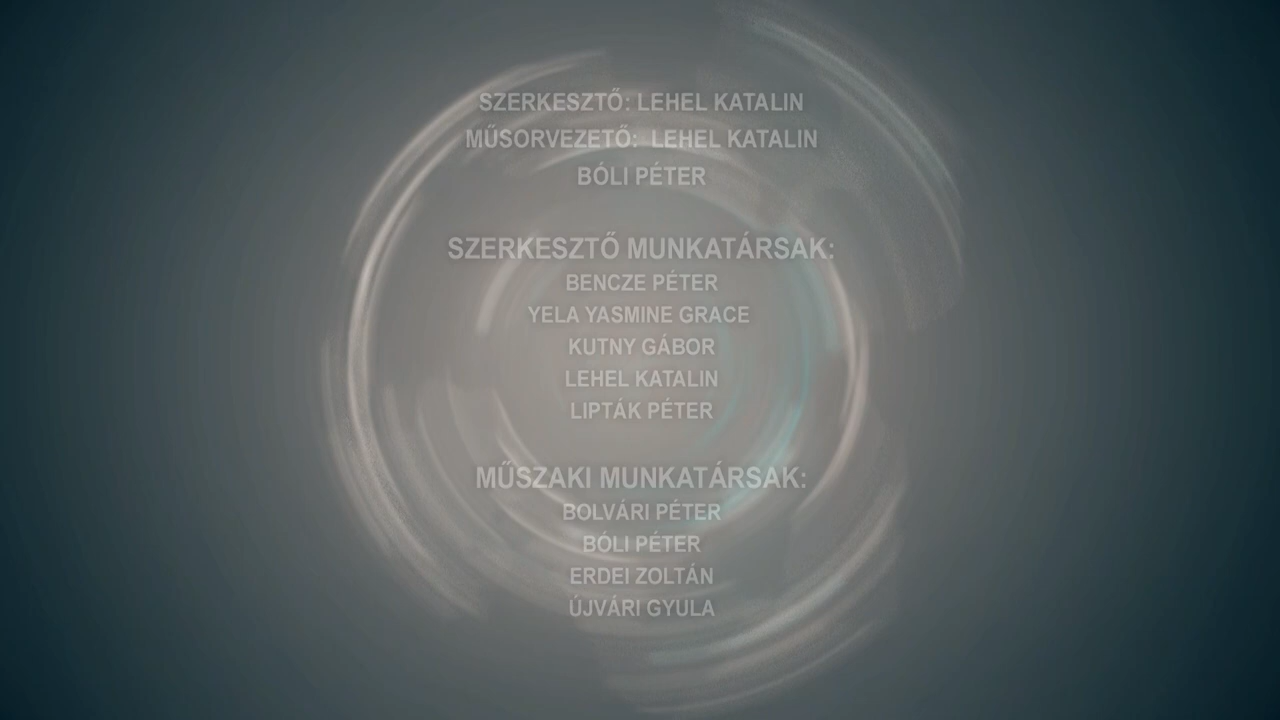 SZERKESZTŐ: LEHEL KATALIN
MŰSORVEZETŐ: LEHEL KATALIN
BÓLI PÉTER
SZERKESZTŐ MUNKATÁRSAK:
BENCZE PÉTER
YELA YASMINE GRACE
KUTNY GÁBOR
LEHEL KATALIN
LIPTÁK PÉTER
MŰSZAKI MUNKATÁRSAK:
BOLVÁRI PÉTER
BÓLI PÉTER
ERDEI ZOLTÁN
ÚJVÁRI GYULA